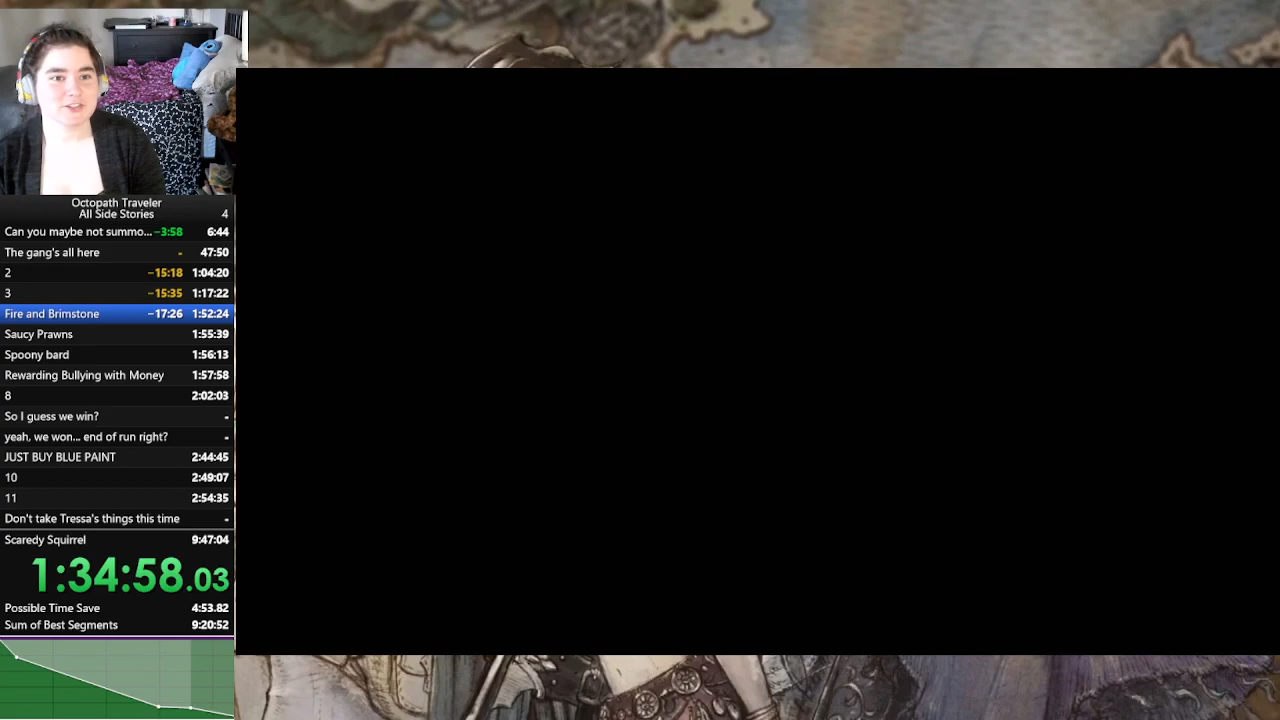 Octopath Traveler
All Side Stories 4
Can you maybe not summo... −3:58 6:44
The gang's all here - 47:50
2 −15:18 1:04:20
3 −15:35 1:17:22
Fire and Brimstone −17:26 1:52:24
Saucy Prawns 1:55:39
Spoony bard 1:56:13
Rewarding Bullying with Money 1:57:58
8 2:02:03
So I guess we win? -
yeah, we won... end of run right? -
JUST BUY BLUE PAINT 2:44:45
10 2:49:07
11 2:54:35
Don't take Tressa's things this time -
Scaredy Squirrel 9:47:04
1:34:58.03
Possible Time Save 4:53.82
Sum of Best Segments 9:20:52